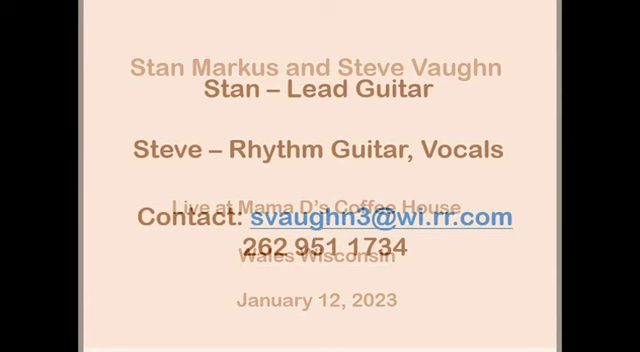 Stan Markus and Steve Vaughn
Stan – Lead Guitar
Steve – Rhythm Guitar, Vocals
Live at Mama D's Coffee House
Contact: svaughn3@wi.rr.com
262 951 1734
Wales Wisconsin
January 12, 2023